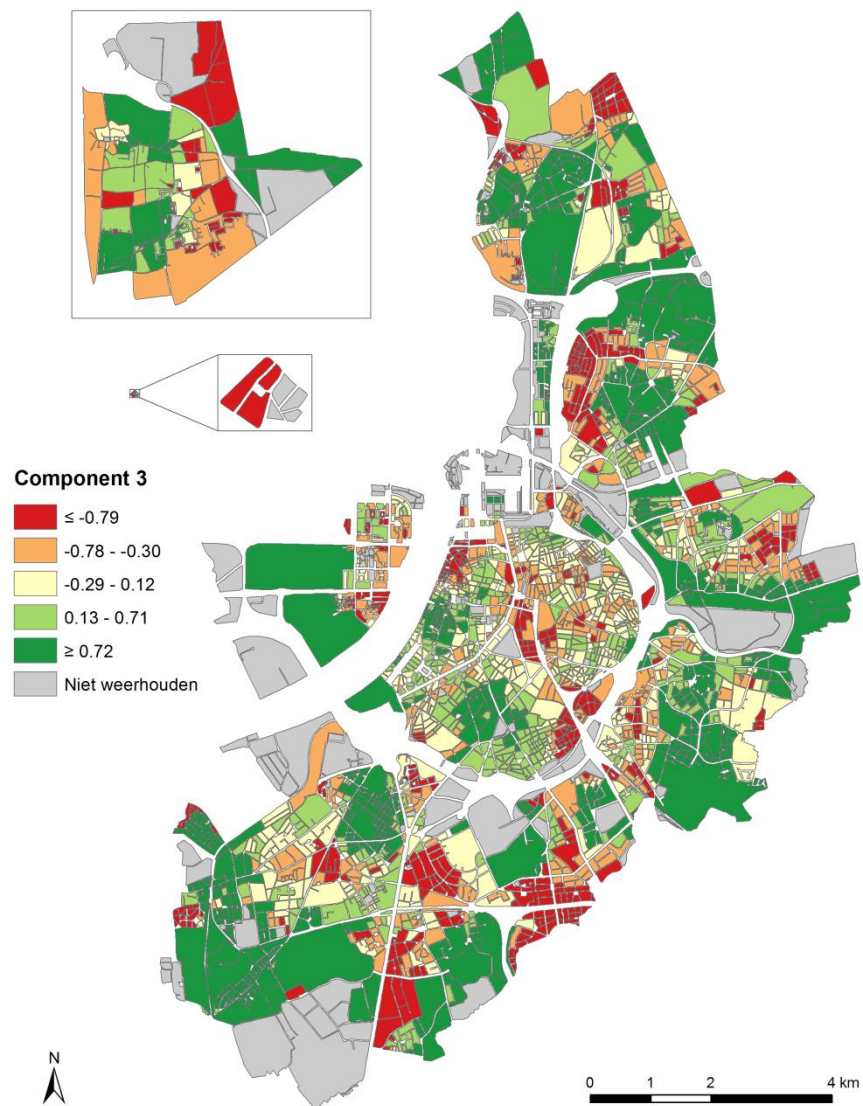 Component 3
≤ -0.79
-0.78 - -0.30
-0.29 - 0.12
0.13 - 0.71
≥ 0.72
Niet weerhouden
N
0 1 2 4 km